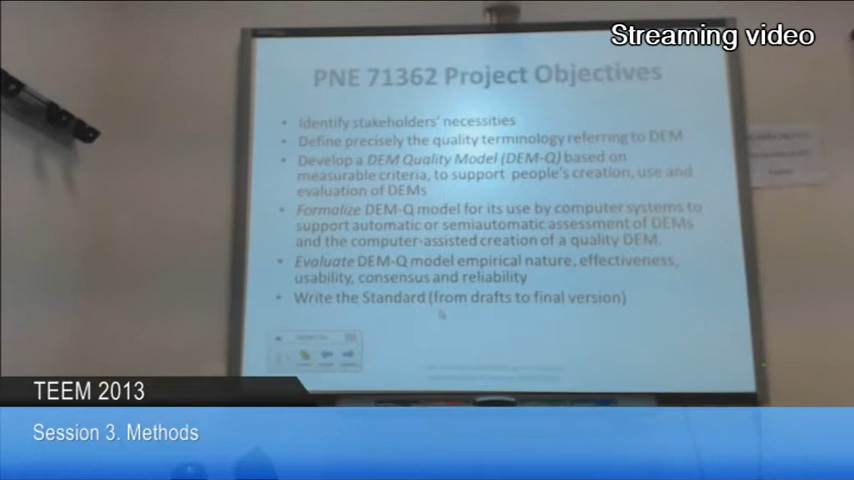 Streaming video
PNE 71362 Project Objectives
• Identify stakeholders' necessities
• Define precisely the quality terminology referring to DEM
• Develop a DEM Quality Model (DEM-Q) based on
measurable criteria, to support people's creation, use and
evaluation of DEMs
• Formalize DEM-Q model for its use by computer systems to
support automatic or semiautomatic assessment of DEMs
and the computer-assisted creation of a quality DEM.
• Evaluate DEM-Q model empirical nature, effectiveness,
usability, consensus and reliability
• Write the Standard (from drafts to final version)
TEEM 2013
Session 3. Methods